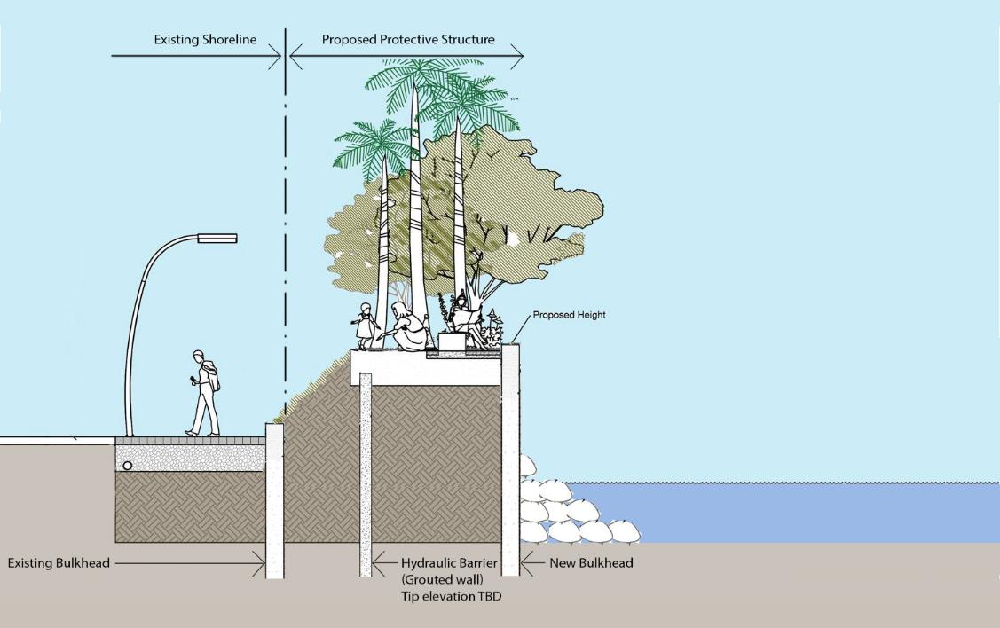 Existing Shoreline
Proposed Protective Structure
Proposed Height
Existing Bulkhead
Hydraulic Barrier
(Grouted wall)
Tip elevation TBD
New Bulkhead